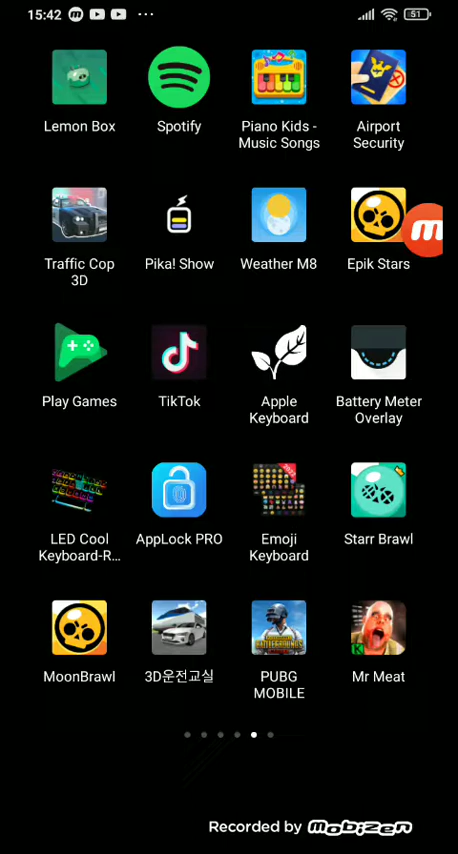 15:42
51
Lemon Box
Spotify
Piano Kids -
Music Songs
Airport
Security
Traffic Cop
3D
Pika! Show
Weather M8
Epik Stars
Play Games
TikTok
Apple
Keyboard
Battery Meter
Overlay
LED Cool
Keyboard-R...
AppLock PRO
Emoji
Keyboard
Starr Brawl
MoonBrawl
3D운전교실
PUBG
MOBILE
Mr Meat
Recorded by Mobizen